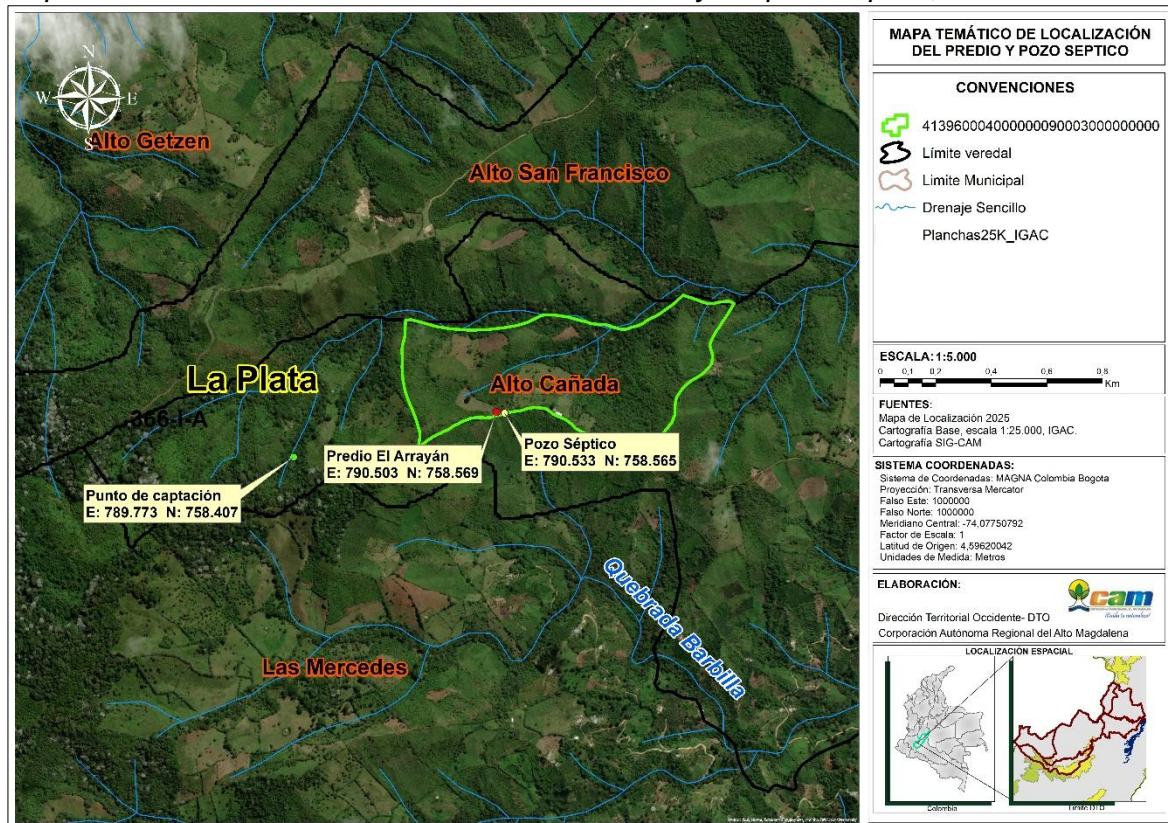 N
W
E
S
Alto Getzen
Alto San Francisco
La Plata
366-I-A
Alto Cañada
Predio El Arrayán
E: 790.503 N: 758.569
Pozo Séptico
E: 790.533 N: 758.565
Punto de captación
E: 789.773 N: 758.407
Quebrada Barbilla
Las Mercedes
MAPA TEMÁTICO DE LOCALIZACIÓN
DEL PREDIO Y POZO SEPTICO
CONVENCIONES
Límite veredal
Limite Municipal
Drenaje Sencillo
Planchas25K_IGAC
ESCALA: 1:5.000
0 0,1 0,2 0,4 0,6 0,8
Km
FUENTES:
Mapa de Localización 2025
Cartografía Base, escala 1:25.000, IGAC.
Cartografía SIG-CAM
SISTEMA COORDENADAS:
Sistema de Coordenadas: MAGNA Colombia Bogota
Proyección: Transversa Mercator
Falso Este: 1000000
Falso Norte: 1000000
Meridiano Central: -74,07750792
Factor de Escala: 1
Latitud de Origen: 4,59620042
Unidades de Medida: Metros
ELABORACIÓN:
cam
Dirección Territorial Occidente- DTO
Corporación Autónoma Regional del Alto Magdalena
LOCALIZACIÓN ESPACIAL
Colombia
Limite DTO